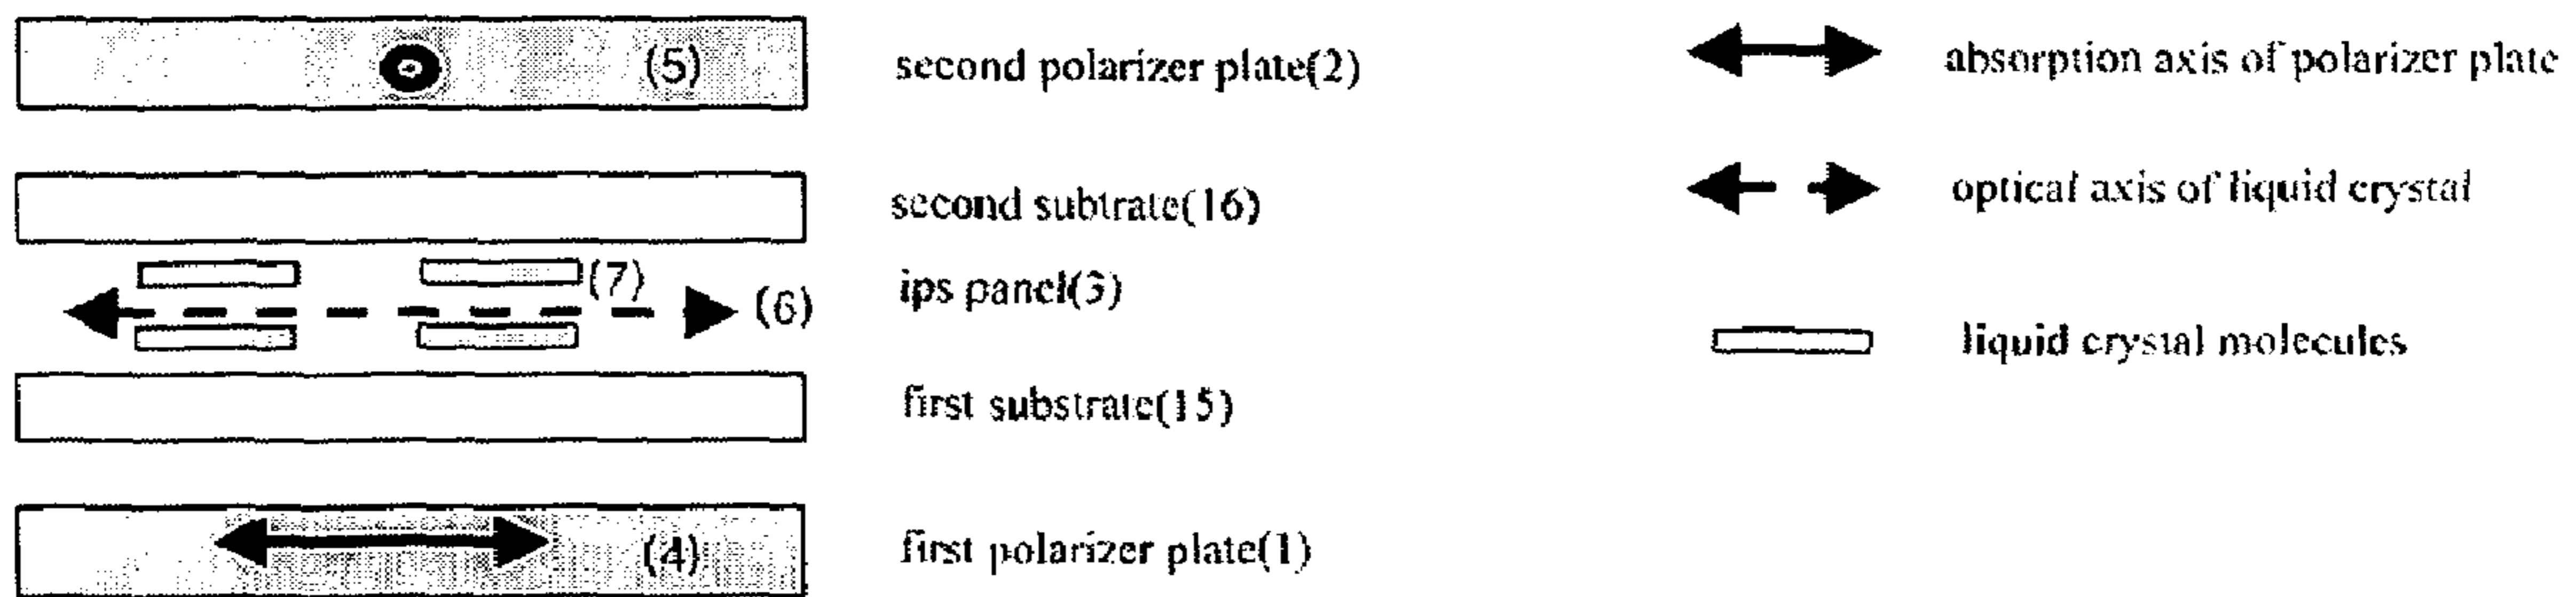 (5) second polarizer plate(2)
second subtrate(16)
(7) ips panel(3)
(6)
first substrate(15)
(4) first polarizer plate(1)
absorption axis of polarizer plate
optical axis of liquid crystal
liquid crystal molecules